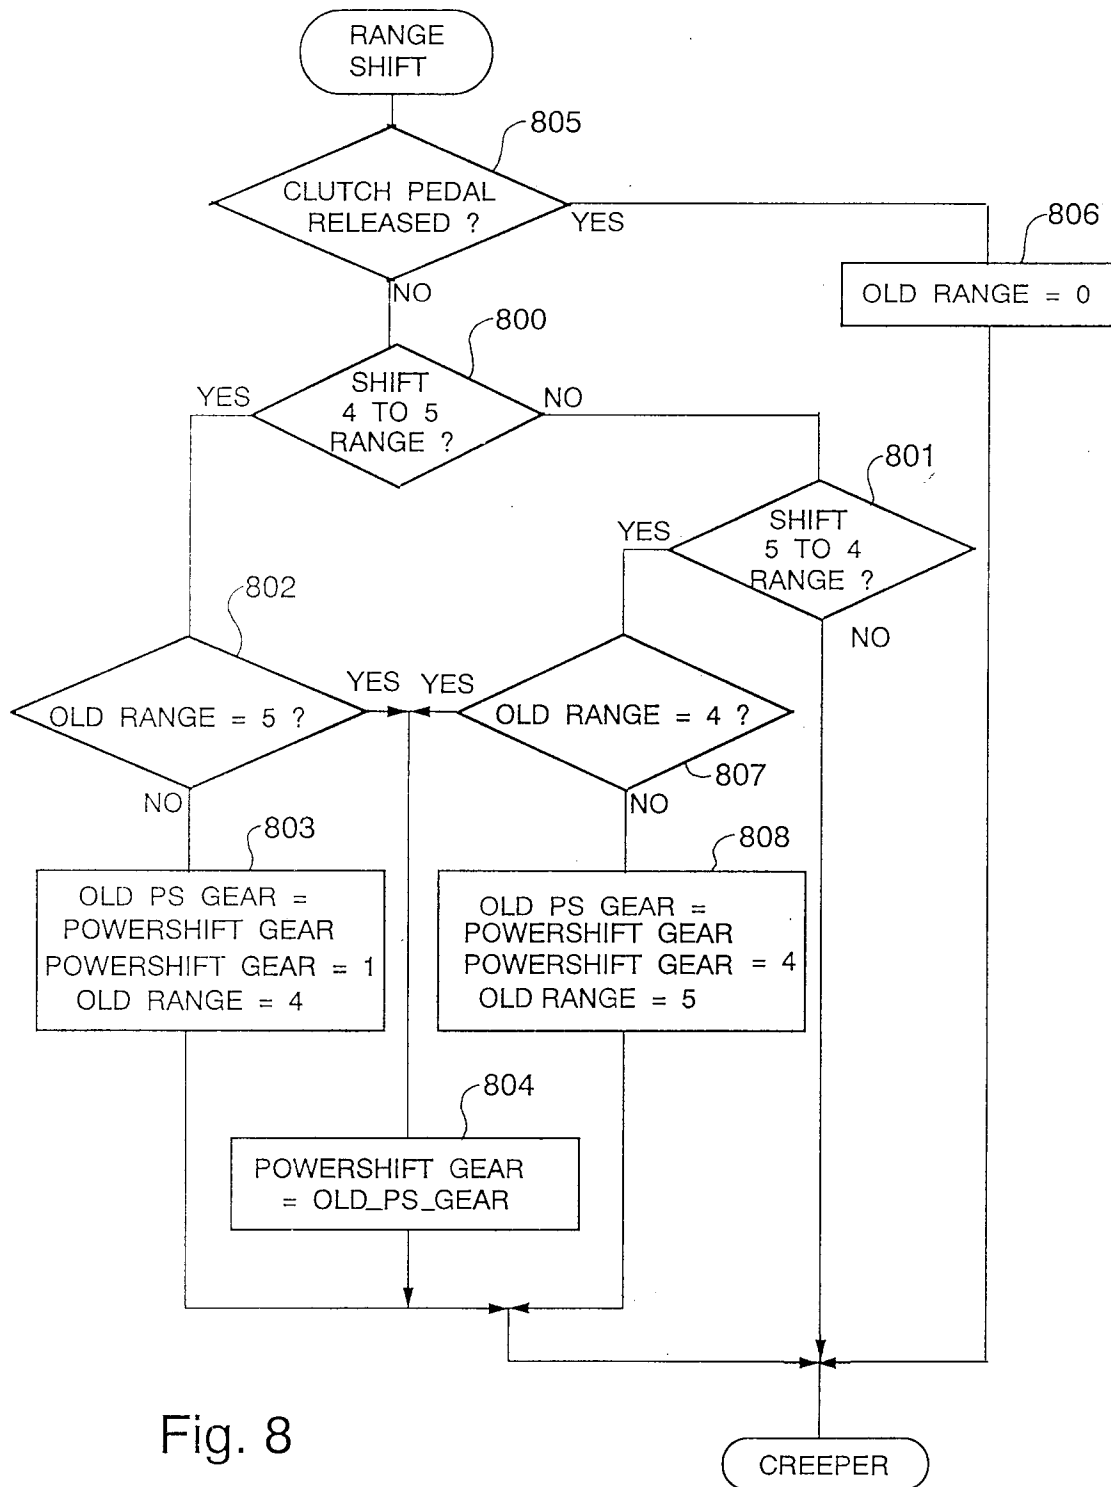 RANGE
SHIFT
805
CLUTCH PEDAL
RELEASED ?
YES
806
OLD RANGE = 0
NO
800
YES
SHIFT
4 TO 5
RANGE ?
NO
801
YES
SHIFT
5 TO 4
RANGE ?
NO
802
OLD RANGE = 5 ?
YES
YES
OLD RANGE = 4 ?
807
NO
NO
803
OLD PS GEAR =
POWERSHIFT GEAR
POWERSHIFT GEAR = 1
OLD RANGE = 4
808
OLD PS GEAR =
POWERSHIFT GEAR
POWERSHIFT GEAR = 4
OLD RANGE = 5
804
POWERSHIFT GEAR
= OLD_PS_GEAR
Fig. 8
CREEPER